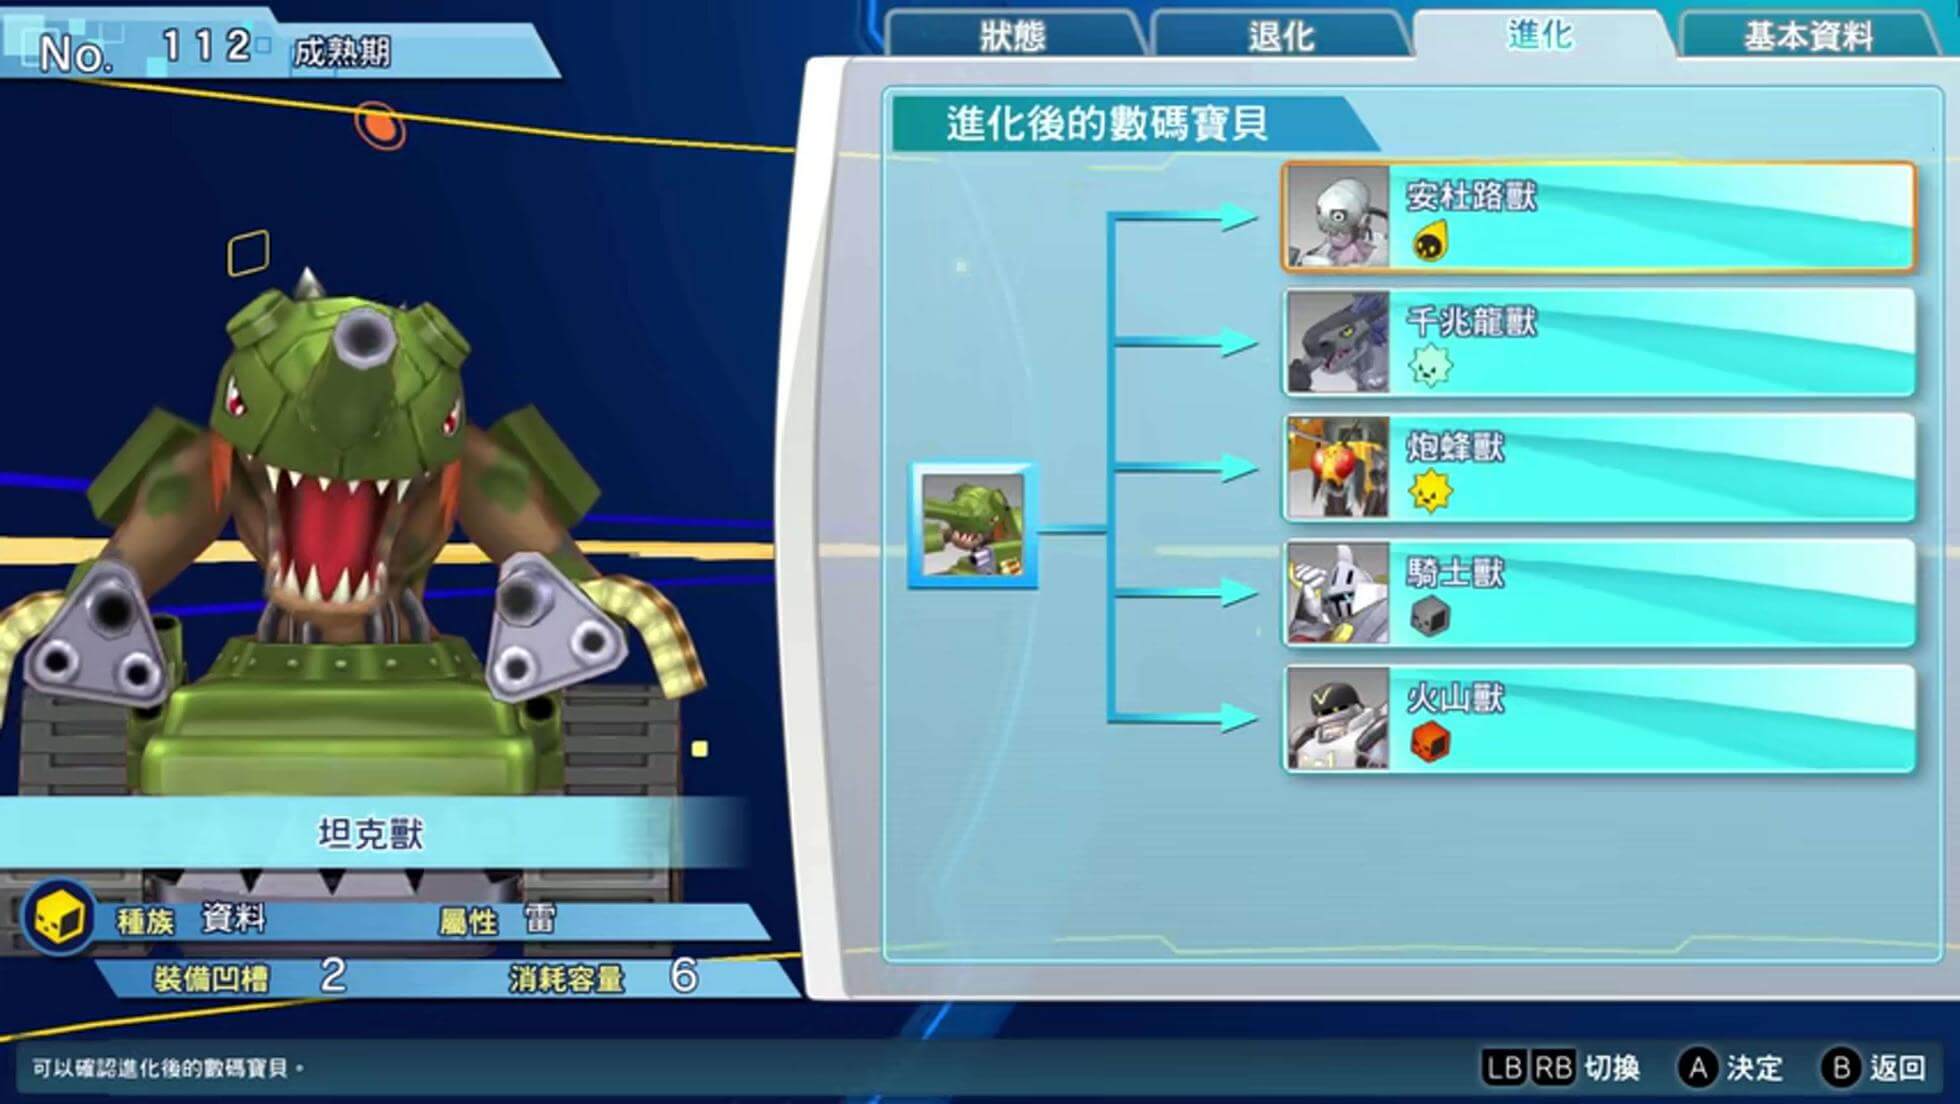 No. 112 成熟期
狀態 退化 進化 基本資料
進化後的數碼寶貝
安杜路獸
千兆龍獸
炮蜂獸
騎士獸
火山獸
坦克獸
種族 資料 屬性 雷
裝備凹槽 2 消耗容量 6
可以確認進化後的數碼寶貝。
LB RB 切換 A 決定 B 返回